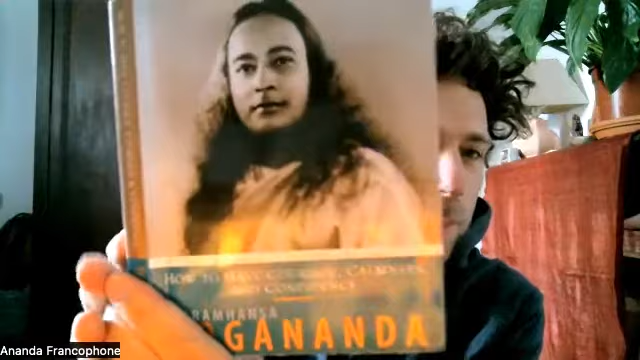 HOW TO HAVE COURAGE, CALMNESS,
AND CONFIDENCE
RAMHANSA
GANANDA
Ananda Francophone